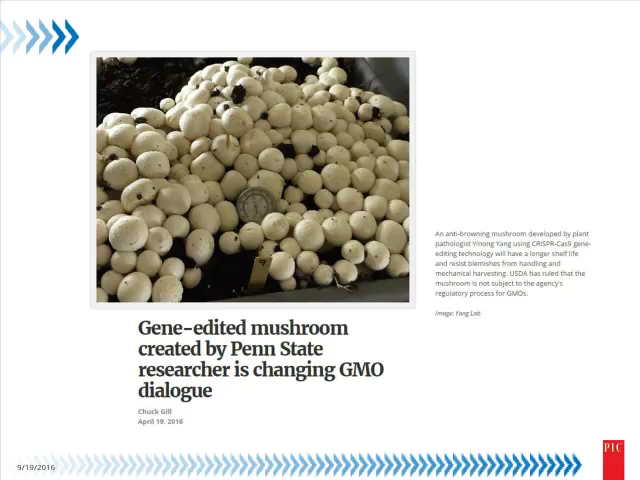 An anti-browning mushroom developed by plant
pathologist Yinong Yang using CRISPR-Cas9 gene-
editing technology will have a longer shelf life
and resist blemishes from handling and
mechanical harvesting. USDA has ruled that the
mushroom is not subject to the agency's
regulatory process for GMOs.
Image: Yang Lab
Gene-edited mushroom
created by Penn State
researcher is changing GMO
dialogue
Chuck Gill
April 19, 2016
9/19/2016
PIC